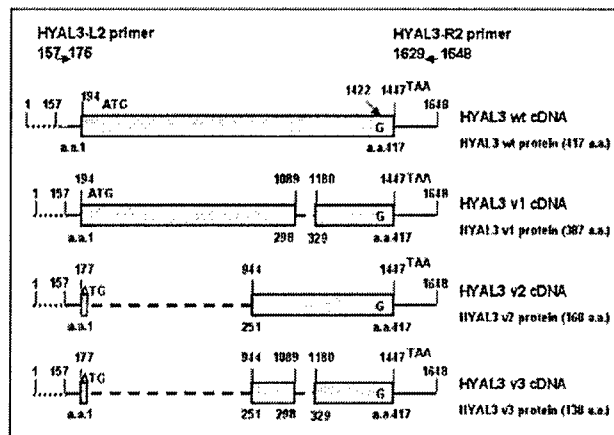 HYAL3-L2 primer HYAL3-R2 primer
157 176 1629 1648
1 157 194 ATG 1422 1447 TAA 1648
G
a.a.1 a.a.417
HYAL3 wt cDNA
HYAL3 wt protein (417 a.a.)
1 157 194 ATG 1089 1180 1447 TAA 1648
G
a.a.1 298 329 a.a.417
HYAL3 v1 cDNA
HYAL3 v1 protein (387 a.a.)
1 157 177 ATG 944 1447 TAA 1648
G
a.a.1 251 a.a.417
HYAL3 v2 cDNA
HYAL3 v2 protein (168 a.a.)
1 157 177 ATG 944 1089 1180 1447 TAA 1648
G
a.a.1 251 298 329 a.a.417
HYAL3 v3 cDNA
HYAL3 v3 protein (138 a.a.)